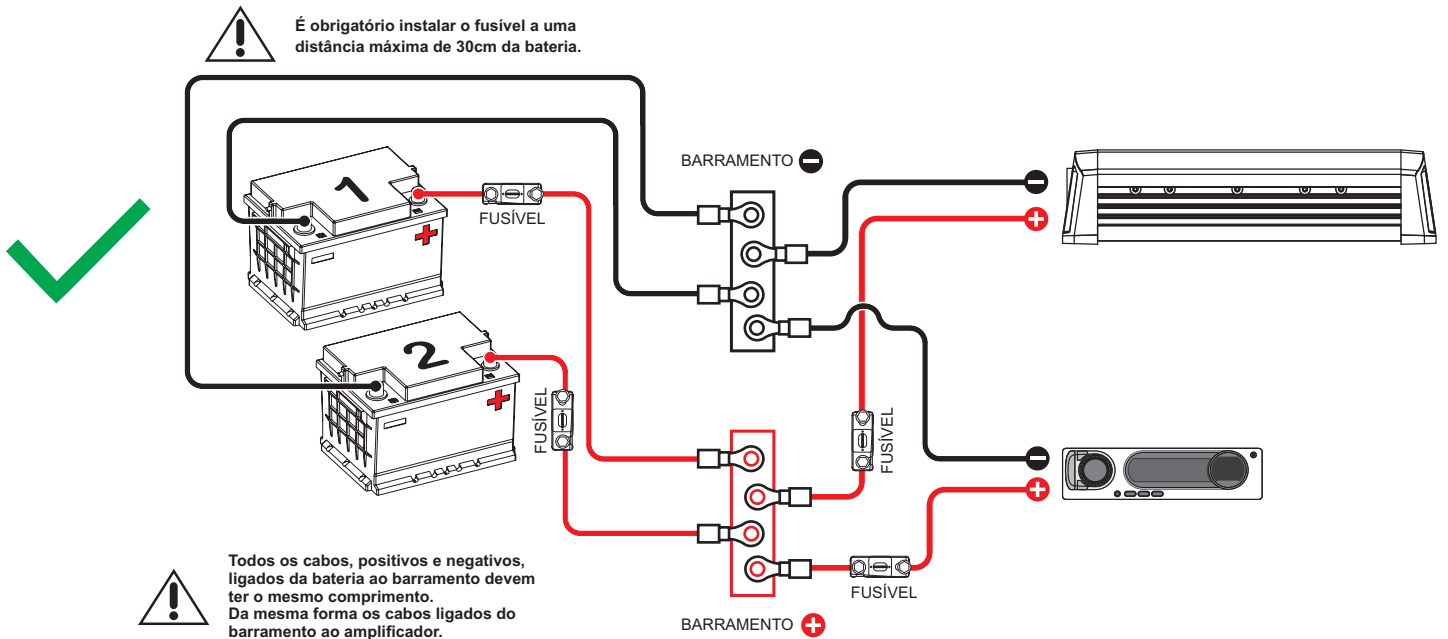 É obrigatório instalar o fusível a uma
distância máxima de 30cm da bateria.
BARRAMENTO
1
FUSÍVEL
2
FUSÍVEL
FUSÍVEL
FUSÍVEL
BARRAMENTO
Todos os cabos, positivos e negativos,
ligados da bateria ao barramento devem
ter o mesmo comprimento.
Da mesma forma os cabos ligados do
barramento ao amplificador.